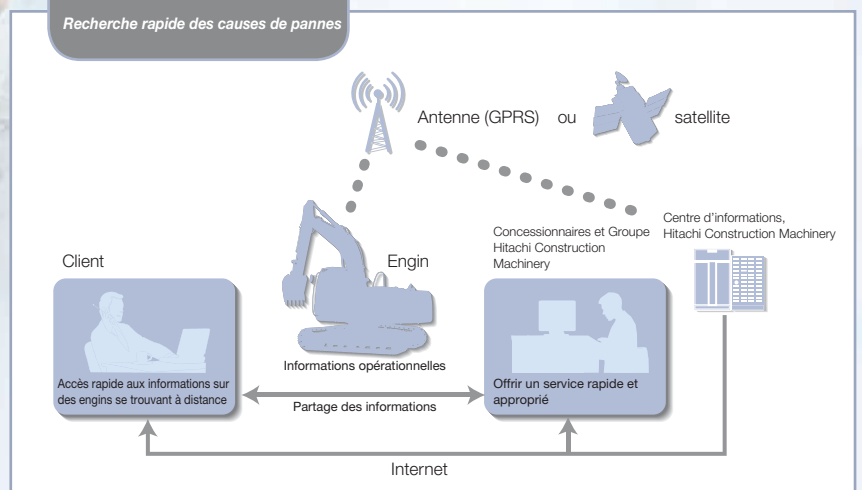 Recherche rapide des causes de pannes
Antenne (GPRS) ou satellite
Centre d'informations,
Hitachi Construction Machinery
Concessionnaires et Groupe
Hitachi Construction
Machinery
Client
Engin
Informations opérationnelles
Accès rapide aux informations sur
des engins se trouvant à distance
Partage des informations
Offrir un service rapide et
approprié
Internet